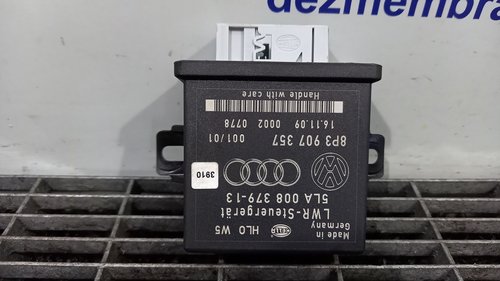 dezmembra
Made in
Germany
HLO W5
HELLA
LWR-Steuergerät
5LA 008 379-13
3910
8P3 907 357
001/01
16.11.09 0002 0778
Handle with care